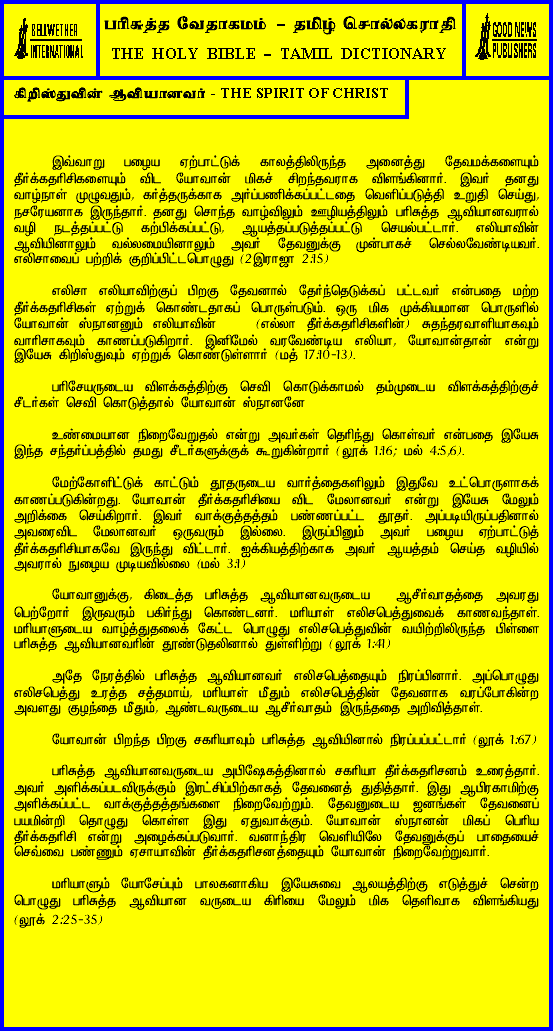 BELLWETHER
INTERNATIONAL
பரிசுத்த வேதாகமம் – தமிழ் சொல்லகராதி
THE HOLY BIBLE – TAMIL DICTIONARY
GOOD NEWS
PUBLISHERS
கிறிஸ்துவின் ஆவியானவர் - THE SPIRIT OF CHRIST
இவ்வாறு பழைய ஏற்பாட்டுக் காலத்திலிருந்த அனைத்து தேவமக்களையும்
தீர்க்கதரிசிகளையும் விட யோவான் மிகச் சிறந்தவராக விளங்கினார். இவர் தனது
வாழ்நாள் முழுவதும், கர்த்தருக்காக அர்ப்பணிக்கப்பட்டதை வெளிப்படுத்தி உறுதி செய்து,
நசரேயனாக இருந்தார். தனது சொந்த வாழ்விலும் ஊழியத்திலும் பரிசுத்த ஆவியானவரால்
வழி நடத்தப்பட்டு கற்பிக்கப்பட்டு, ஆயத்தப்படுத்தப்பட்டு செயல்பட்டார். எலியாவின்
ஆவியினாலும் வல்லமையினாலும் அவர் தேவனுக்கு முன்பாகச் செல்லவேண்டியவர்.
எலிசாவைப் பற்றிக் குறிப்பிட்டபொழுது (2இராஜா 2:15)
எலிசா எலியாவிற்குப் பிறகு தேவனால் தேர்ந்தெடுக்கப் பட்டவர் என்பதை மற்ற
தீர்க்கதரிசிகள் ஏற்றுக் கொண்டதாகப் பொருள்படும். ஒரு மிக முக்கியமான பொருளில்
யோவான் ஸ்நானனும் எலியாவின் (எல்லா தீர்க்கதரிசிகளின்) சுதந்தரவாளியாகவும்
வாரிசாகவும் காணப்படுகிறார். இனிமேல் வரவேண்டிய எலியா, யோவான்தான் என்று
இயேசு கிறிஸ்துவும் ஏற்றுக் கொண்டுள்ளார் (மத் 17:10-13).
பரிசேயருடைய விளக்கத்திற்கு செவி கொடுக்காமல் தம்முடைய விளக்கத்திற்குச்
சீடர்கள் செவி கொடுத்தால் யோவான் ஸ்நானனே
உண்மையான நிறைவேறுதல் என்று அவர்கள் தெரிந்து கொள்வர் என்பதை இயேசு
இந்த சந்தர்ப்பத்தில் தமது சீடர்களுக்குக் கூறுகின்றார் (லூக் 1:16; மல் 4:5,6).
மேற்கோளிட்டுக் காட்டும் தூதருடைய வார்த்தைகளிலும் இதுவே உட்பொருளாகக்
காணப்படுகின்றது. யோவான் தீர்க்கதரிசியை விட மேலானவர் என்று இயேசு மேலும்
அறிக்கை செய்கிறார். இவர் வாக்குத்தத்தம் பண்ணப்பட்ட தூதர். அப்படியிருப்பதினால்
அவரைவிட மேலானவர் ஒருவரும் இல்லை. இருப்பினும் அவர் பழைய ஏற்பாட்டுத்
தீர்க்கதரிசியாகவே இருந்து விட்டார். ஐக்கியத்திற்காக அவர் ஆயத்தம் செய்த வழியில்
அவரால் நுழைய முடியவில்லை (மல் 3:1)
யோவானுக்கு, கிடைத்த பரிசுத்த ஆவியானவருடைய ஆசீர்வாதத்தை அவரது
பெற்றோர் இருவரும் பகிர்ந்து கொண்டனர். மரியாள் எலிசபெத்துவைக் காணவந்தாள்.
மரியாளுடைய வாழ்த்துதலைக் கேட்ட பொழுது எலிசபெத்துவின் வயிற்றிலிருந்த பிள்ளை
பரிசுத்த ஆவியானவரின் தூண்டுதலினால் துள்ளிற்று (லூக் 1:41)
அதே நேரத்தில் பரிசுத்த ஆவியானவர் எலிசபெத்தையும் நிரப்பினார். அப்பொழுது
எலிசபெத்து உரத்த சத்தமாய், மரியாள் மீதும் எலிசபெத்தின் தேவனாக வரப்போகின்ற
அவளது குழந்தை மீதும், ஆண்டவருடைய ஆசீர்வாதம் இருந்ததை அறிவித்தாள்.
யோவான் பிறந்த பிறகு சகரியாவும் பரிசுத்த ஆவியினால் நிரப்பப்பட்டார் (லூக் 1:67)
பரிசுத்த ஆவியானவருடைய அபிஷேகத்தினால் சகரியா தீர்க்கதரிசனம் உரைத்தார்.
அவர் அளிக்கப்படவிருக்கும் இரட்சிப்பிற்காகத் தேவனைத் துதித்தார். இது ஆபிரகாமிற்கு
அளிக்கப்பட்ட வாக்குத்தத்தங்களை நிறைவேற்றும். தேவனுடைய ஜனங்கள் தேவனைப்
பயமின்றி தொழுது கொள்ள இது ஏதுவாக்கும். யோவான் ஸ்நானன் மிகப் பெரிய
தீர்க்கதரிசி என்று அழைக்கப்படுவார். வனாந்திர வெளியிலே தேவனுக்குப் பாதையைச்
செவ்வை பண்ணும் ஏசாயாவின் தீர்க்கதரிசனத்தையும் யோவான் நிறைவேற்றுவார்.
மரியாளும் யோசேப்பும் பாலகனாகிய இயேசுவை ஆலயத்திற்கு எடுத்துச் சென்ற
பொழுது பரிசுத்த ஆவியான வருடைய கிரியை மேலும் மிக தெளிவாக விளங்கியது
(லூக் 2:25-35)